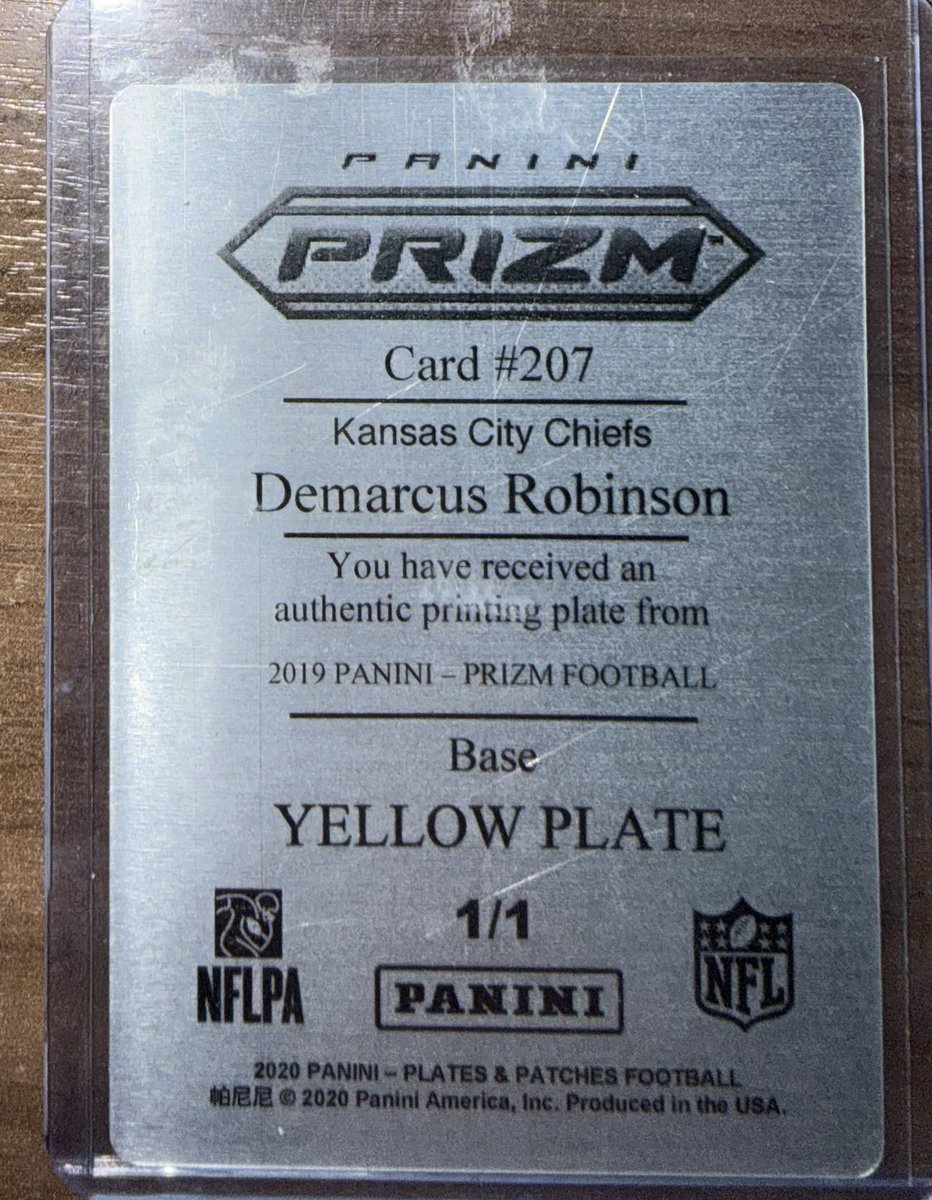 PANINI
PRIZM™
Card #207
Kansas City Chiefs
Demarcus Robinson
You have received an
authentic printing plate from
2019 PANINI – PRIZM FOOTBALL
Base
YELLOW PLATE
1/1
NFLPA
PANINI
NFL
2020 PANINI – PLATES & PATCHES FOOTBALL
帕尼尼 © 2020 Panini America, Inc. Produced in the USA.